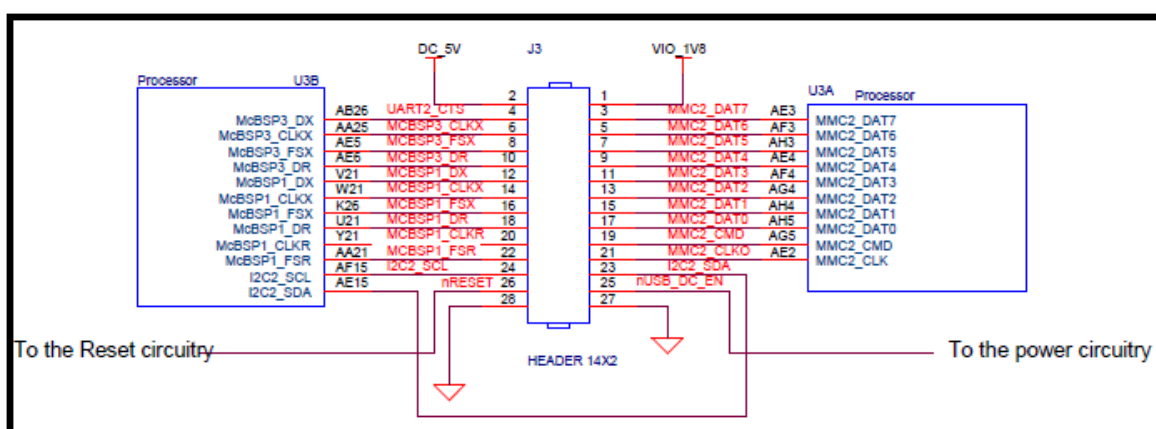 DC_5V J3 VIO_1V8
Processor U3B U3A Processor
2 1
McBSP3_DX AB26 UART2_CTS 4 3 MMC2_DAT7 AE3 MMC2_DAT7
McBSP3_CLKX AA25 MCBSP3_CLKX 6 5 MMC2_DAT6 AF3 MMC2_DAT6
McBSP3_FSX AE5 MCBSP3_FSX 8 7 MMC2_DAT5 AH3 MMC2_DAT5
McBSP3_DR AE6 MCBSP3_DR 10 9 MMC2_DAT4 AE4 MMC2_DAT4
McBSP1_DX V21 MCBSP1_DX 12 11 MMC2_DAT3 AF4 MMC2_DAT3
McBSP1_CLKX W21 MCBSP1_CLKX 14 13 MMC2_DAT2 AG4 MMC2_DAT2
McBSP1_FSX K26 MCBSP1_FSX 16 15 MMC2_DAT1 AH4 MMC2_DAT1
McBSP1_DR U21 MCBSP1_DR 18 17 MMC2_DAT0 AH5 MMC2_DAT0
McBSP1_CLKR Y21 MCBSP1_CLKR 20 19 MMC2_CMD AG5 MMC2_CMD
McBSP1_FSR AA21 MCBSP1_FSR 22 21 MMC2_CLKO AE2 MMC2_CLK
I2C2_SCL AF15 I2C2_SCL 24 23 I2C2_SDA
I2C2_SDA AE15 nRESET 26 25 nUSB_DC_EN
28 27
To the Reset circuitry To the power circuitry
HEADER 14X2